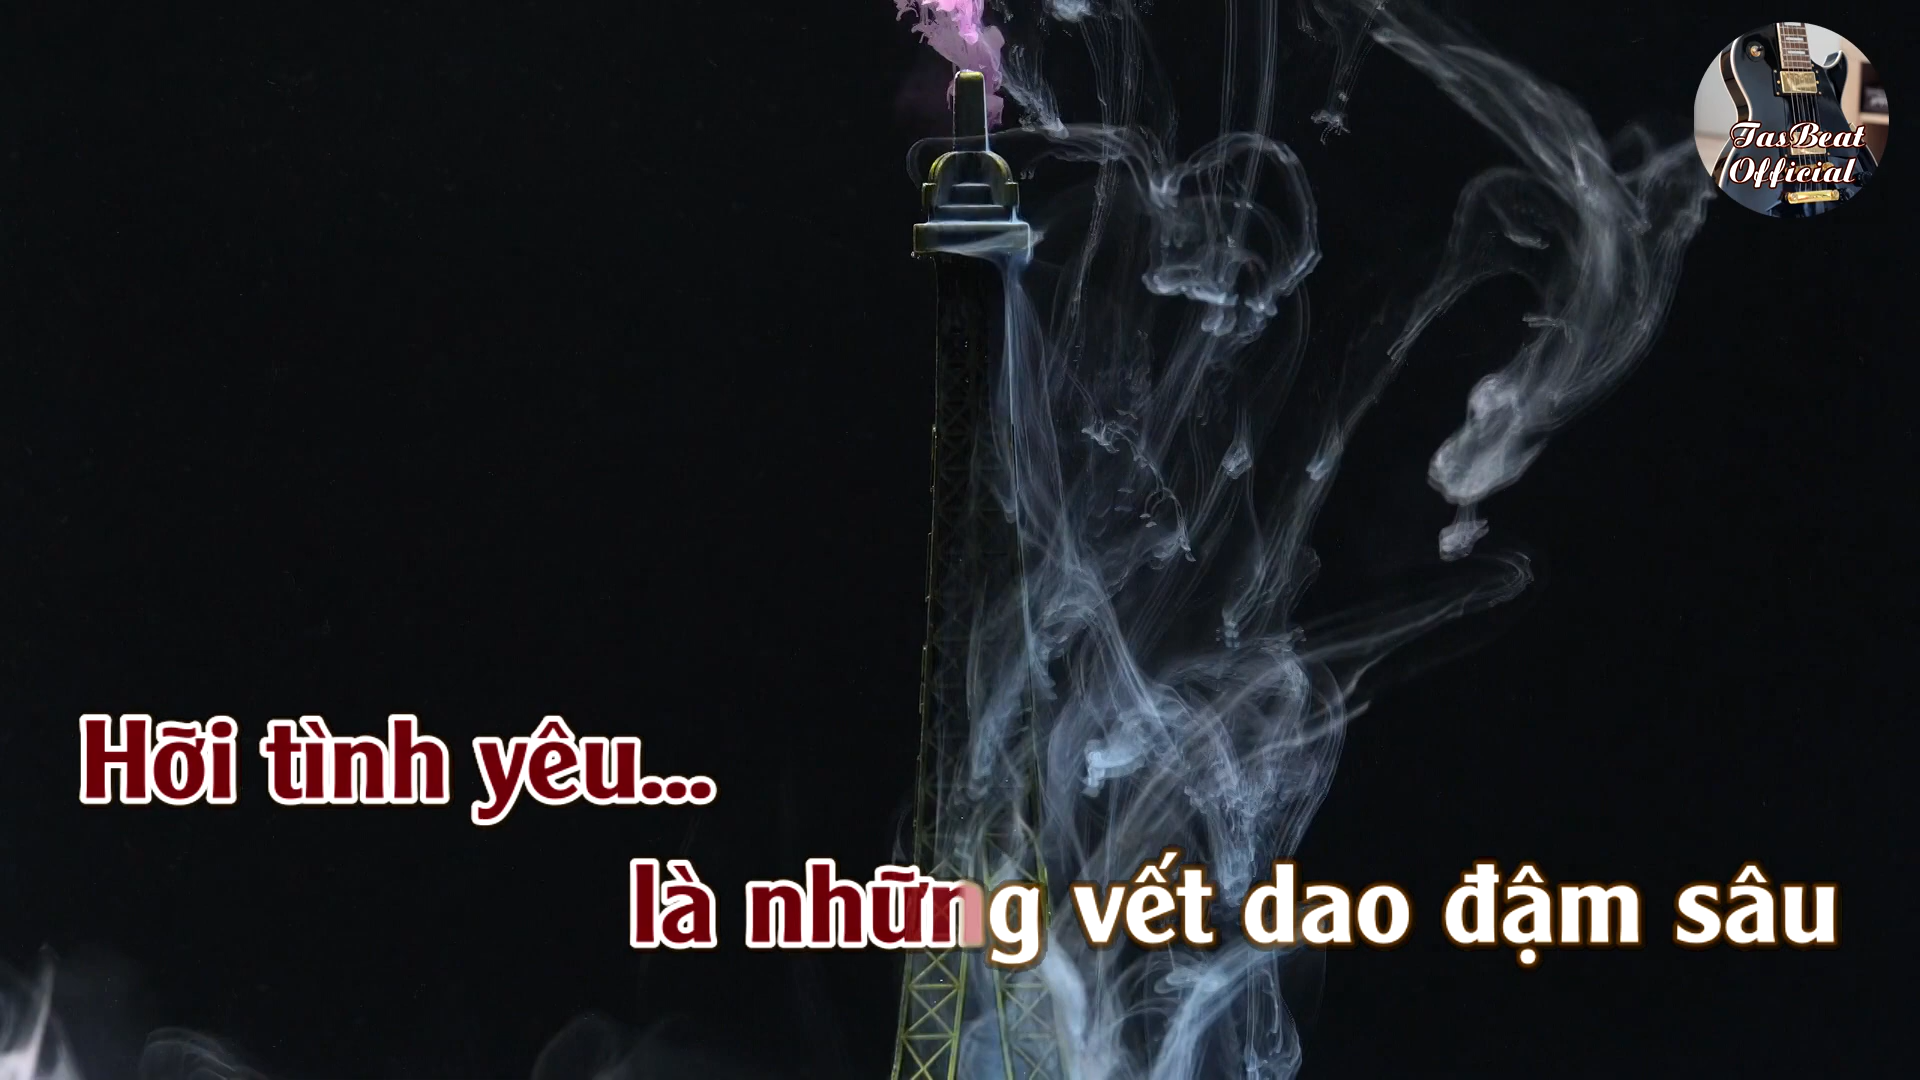 TasBeat
Official
Hỡi tình yêu...
là những vết dao đậm sâu